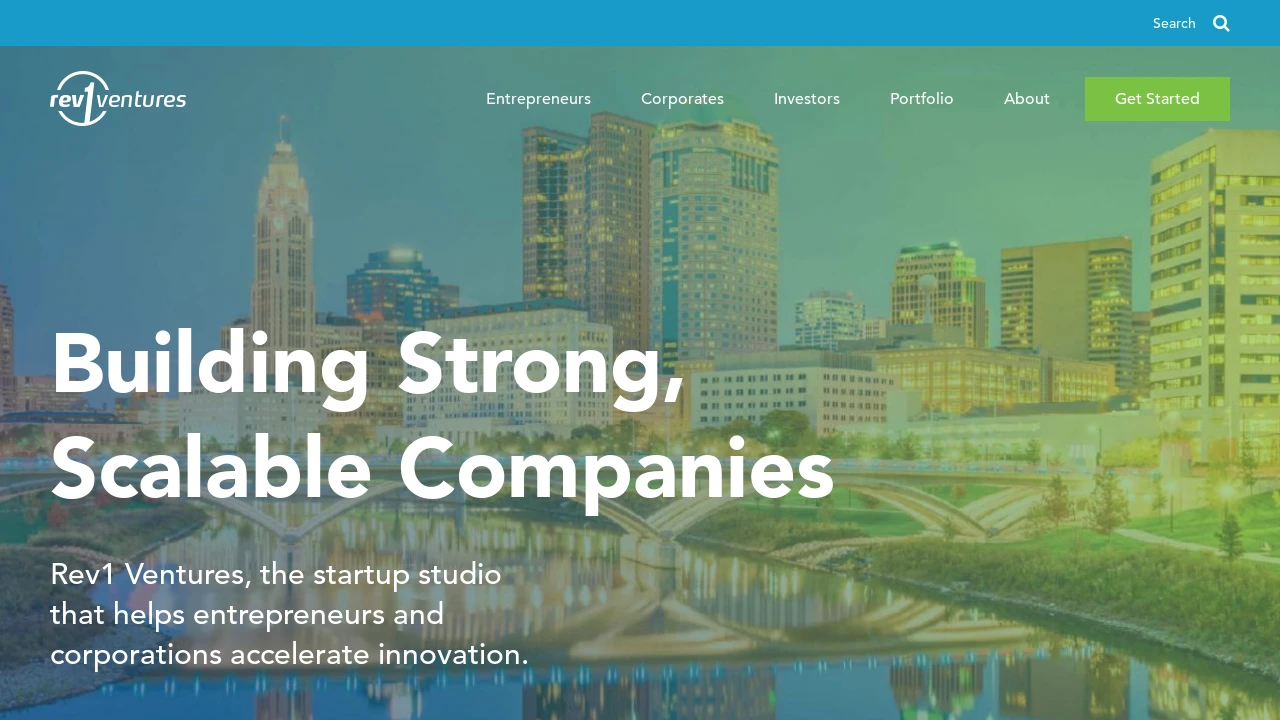 Search
rev1ventures
Entrepreneurs
Corporates
Investors
Portfolio
About
Get Started
Building Strong,
Scalable Companies
Rev1 Ventures, the startup studio
that helps entrepreneurs and
corporations accelerate innovation.